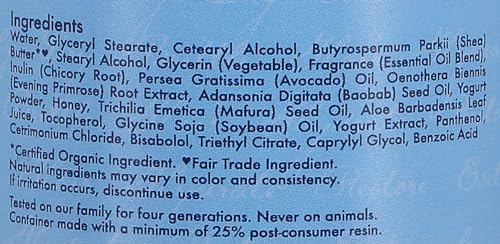 Ingredients
Water, Glyceryl Stearate, Cetearyl Alcohol, Butyrospermum Parkii (Shea)
Butter*♥, Stearyl Alcohol, Glycerin (Vegetable), Fragrance (Essential Oil Blend),
Inulin (Chicory Root), Persea Gratissima (Avocado) Oil, Oenothera Biennis
(Evening Primrose) Root Extract, Adansonia Digitata (Baobab) Seed Oil, Yogurt
Powder, Honey, Trichilia Emetica (Mafura) Seed Oil, Aloe Barbadensis Leaf
Juice, Tocopherol, Glycine Soja (Soybean) Oil, Yogurt Extract, Panthenol,
Cetrimonium Chloride, Bisabolol, Triethyl Citrate, Caprylyl Glycol, Benzoic Acid
*Certified Organic Ingredient. ♥Fair Trade Ingredient.
Natural ingredients may vary in color and consistency.
If irritation occurs, discontinue use.
Tested on our family for four generations. Never on animals.
Container made with a minimum of 25% post-consumer resin.